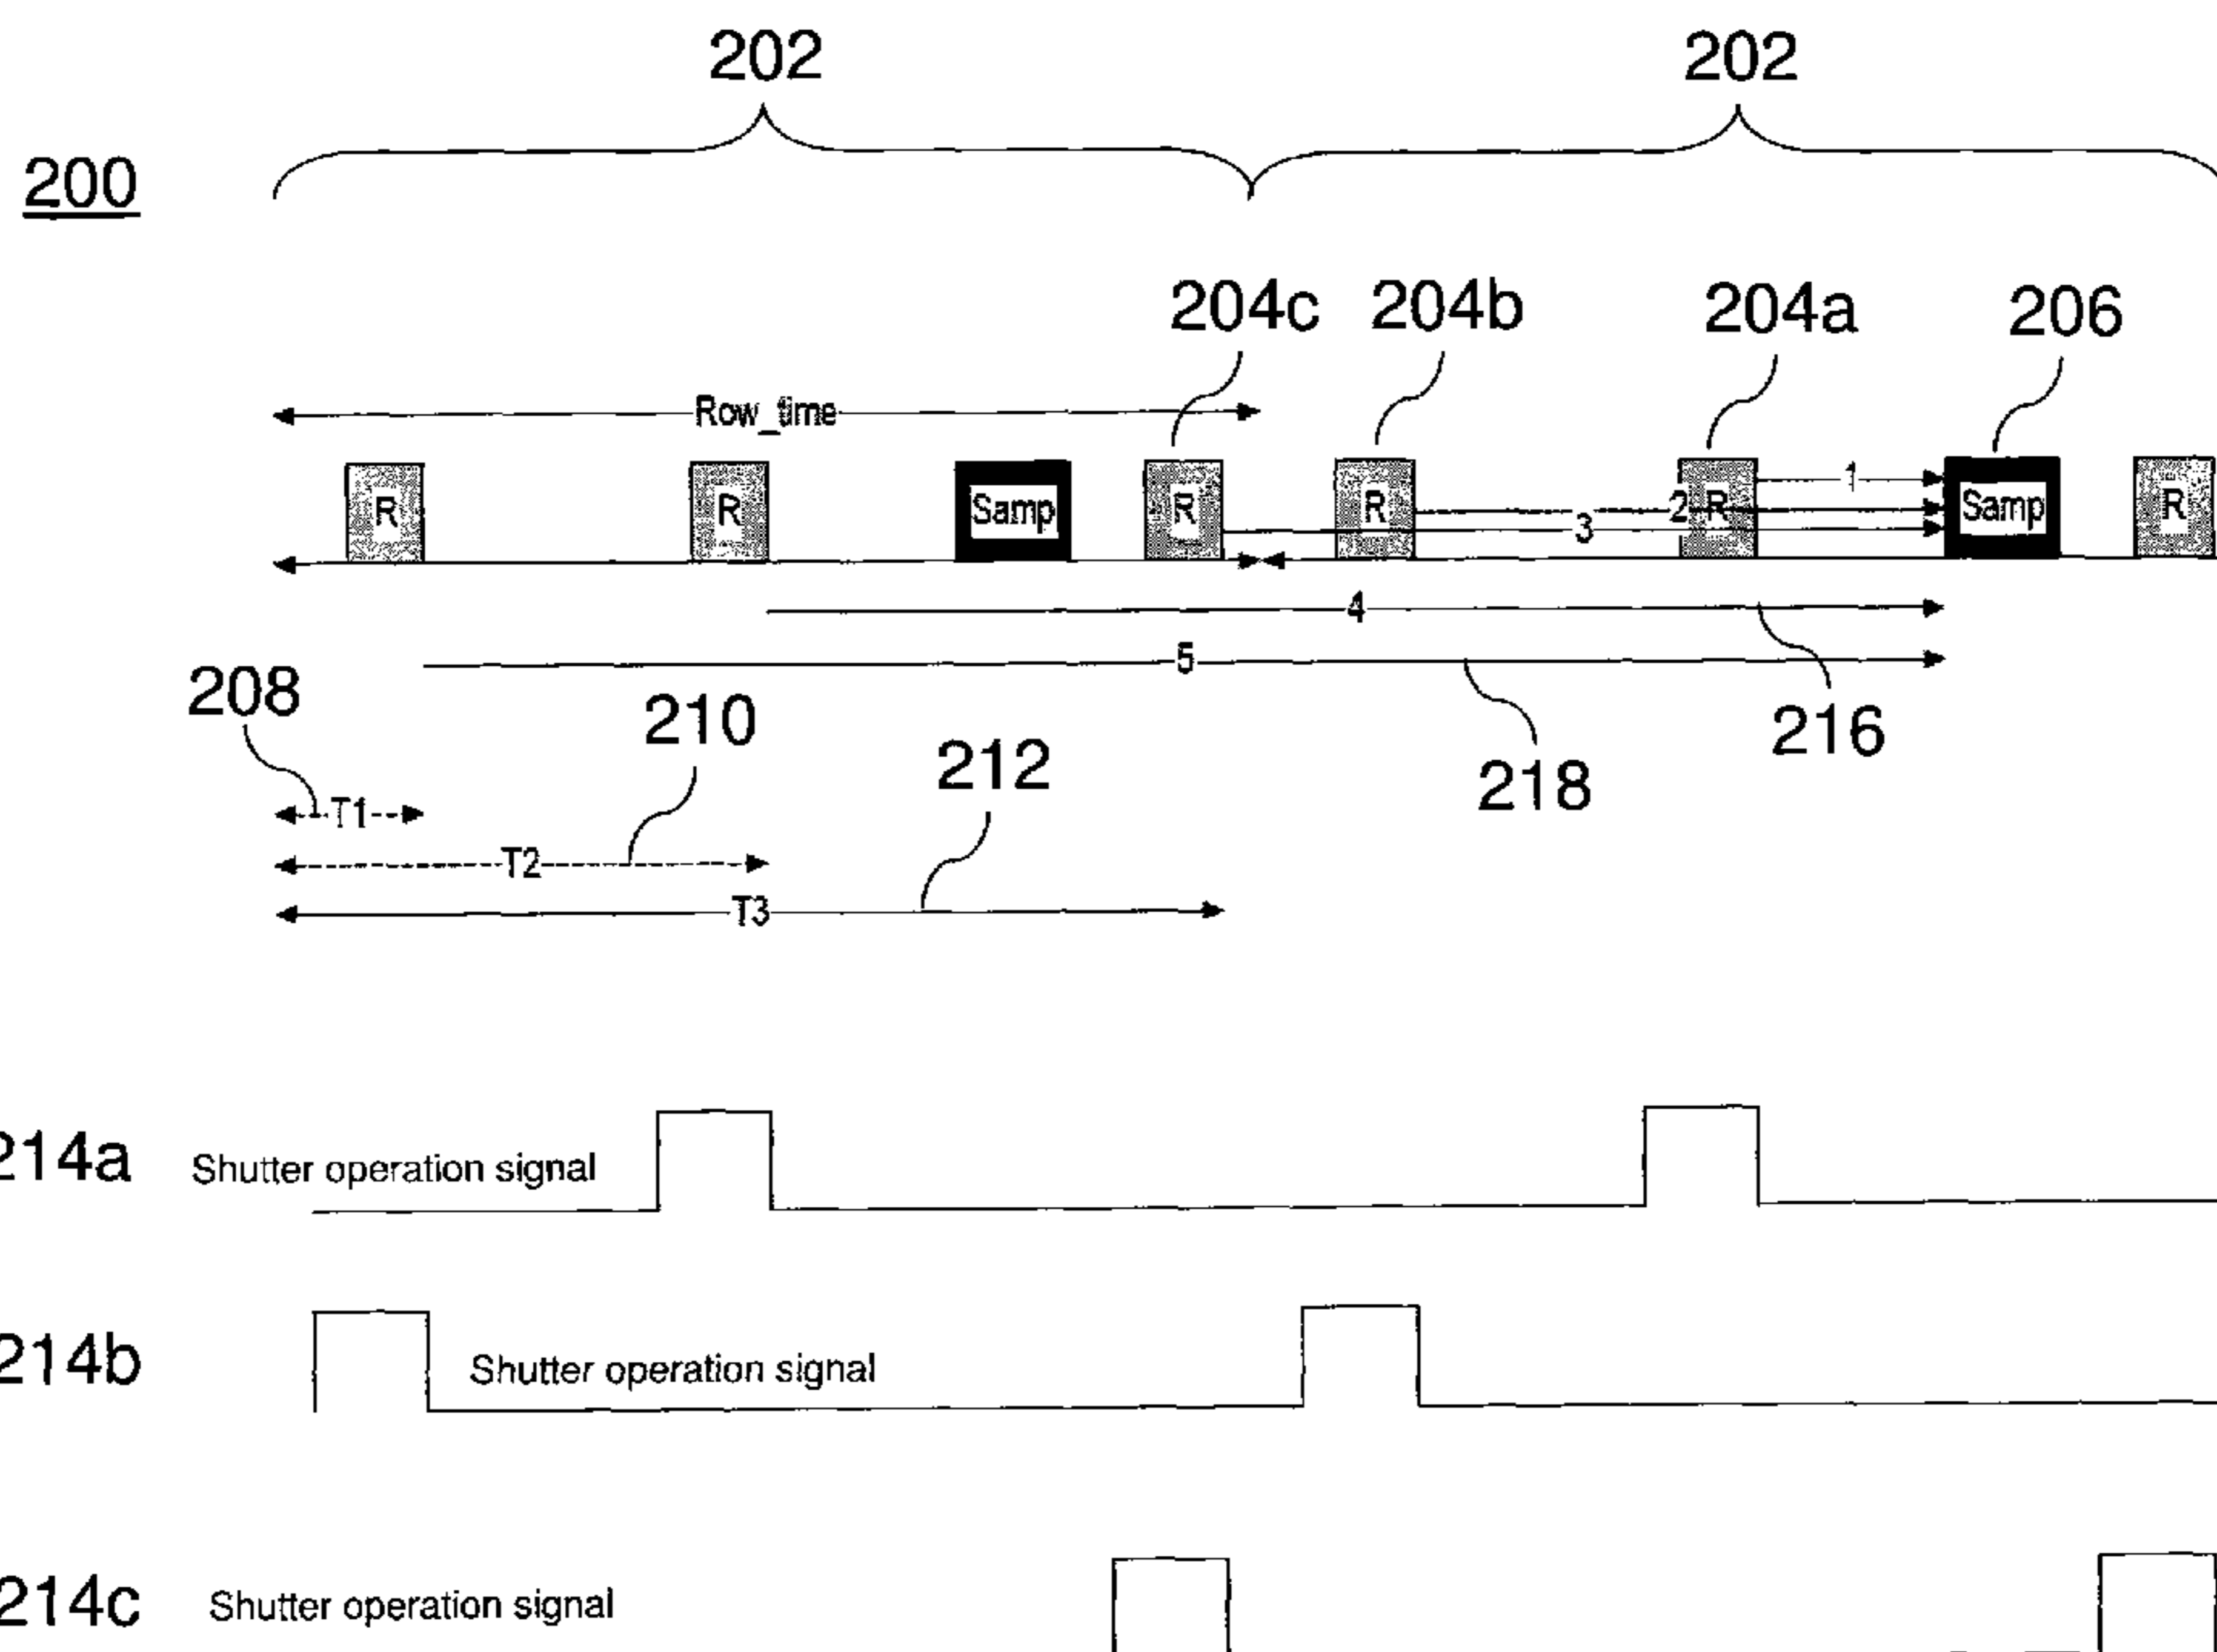 202 202
200
204c 204b 204a 206
Row_time
R R Samp R R R Samp R
1
2
3
4
5
208 210 212 216 218
T1
T2
T3
214a Shutter operation signal
214b Shutter operation signal
214c Shutter operation signal